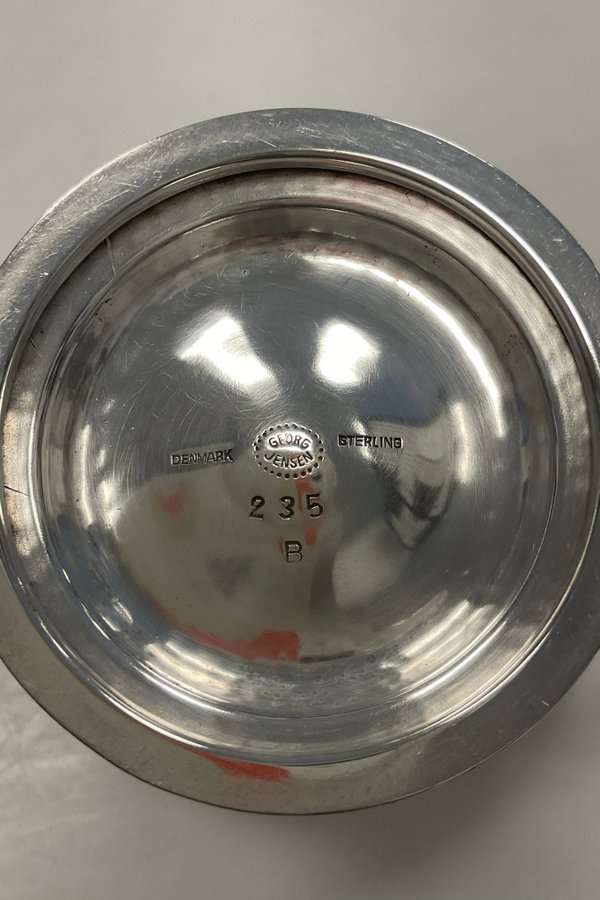 DENMARK
GEORG
JENSEN
STERLING
235
B